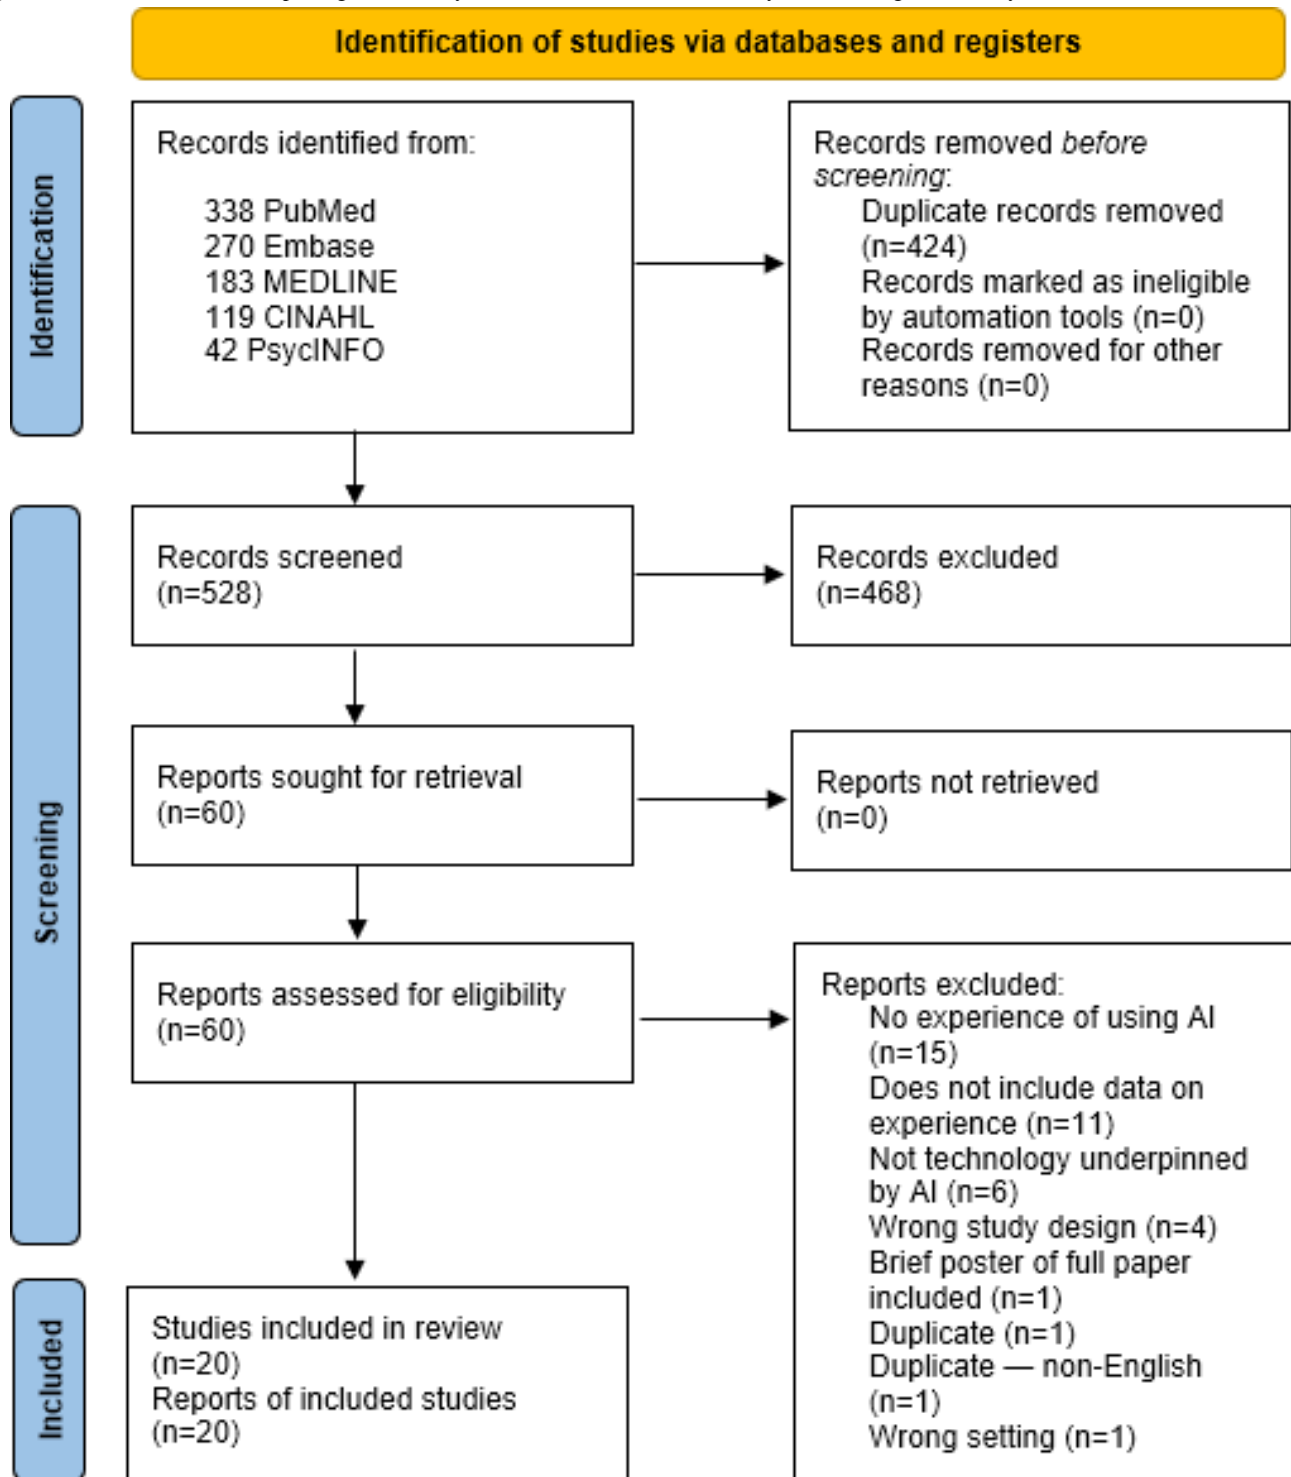 Identification of studies via databases and registers
Identification
Records identified from:
338 PubMed
270 Embase
183 MEDLINE
119 CINAHL
42 PsycINFO
Records removed before
screening:
Duplicate records removed
(n=424)
Records marked as ineligible
by automation tools (n=0)
Records removed for other
reasons (n=0)
Screening
Records screened
(n=528)
Records excluded
(n=468)
Reports sought for retrieval
(n=60)
Reports not retrieved
(n=0)
Reports assessed for eligibility
(n=60)
Reports excluded:
No experience of using AI
(n=15)
Does not include data on
experience (n=11)
Not technology underpinned
by AI (n=6)
Wrong study design (n=4)
Brief poster of full paper
included (n=1)
Duplicate (n=1)
Duplicate — non-English
(n=1)
Wrong setting (n=1)
Included
Studies included in review
(n=20)
Reports of included studies
(n=20)